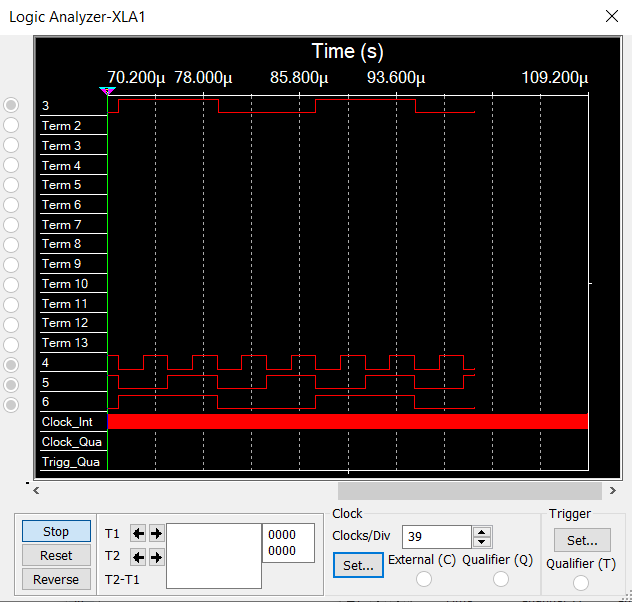 Logic Analyzer-XLA1
Time (s)
70.200µ 78.000µ 85.800µ 93.600µ 109.200µ
3
Term 2
Term 3
Term 4
Term 5
Term 6
Term 7
Term 8
Term 9
Term 10
Term 11
Term 12
Term 13
4
5
6
Clock_Int
Clock_Qua
Trigg_Qua
Stop
Reset
Reverse
T1
T2
T2-T1
0000
0000
Clock
Clocks/Div 39
Set... External (C) Qualifier (Q)
Trigger
Set...
Qualifier (T)